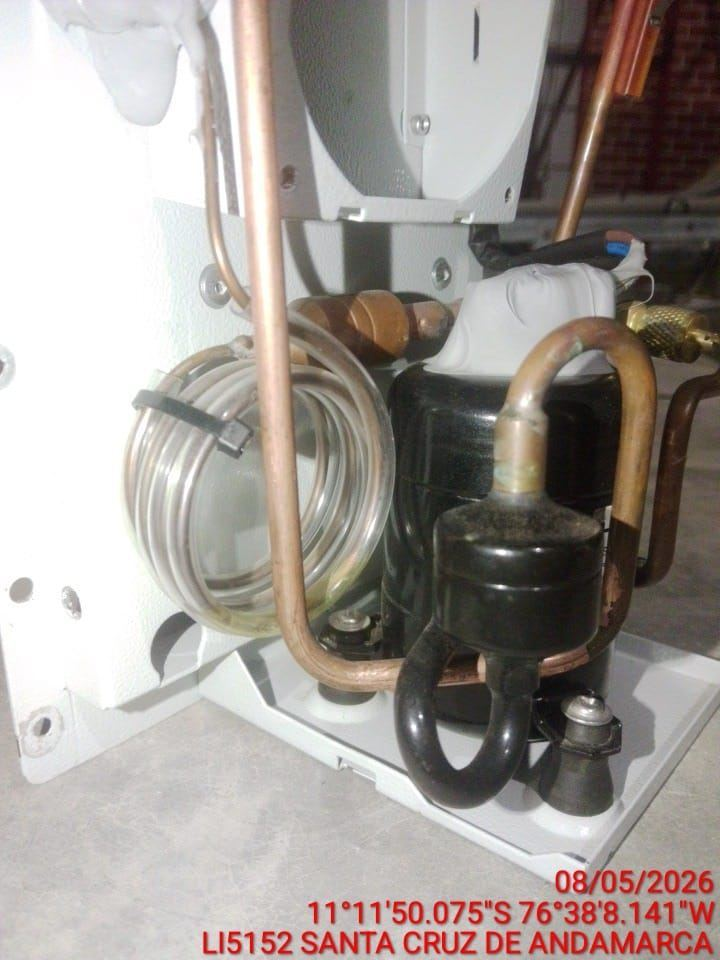 08/05/2026
11°11'50.075"S 76°38'8.141"W
LI5152 SANTA CRUZ DE ANDAMARCA